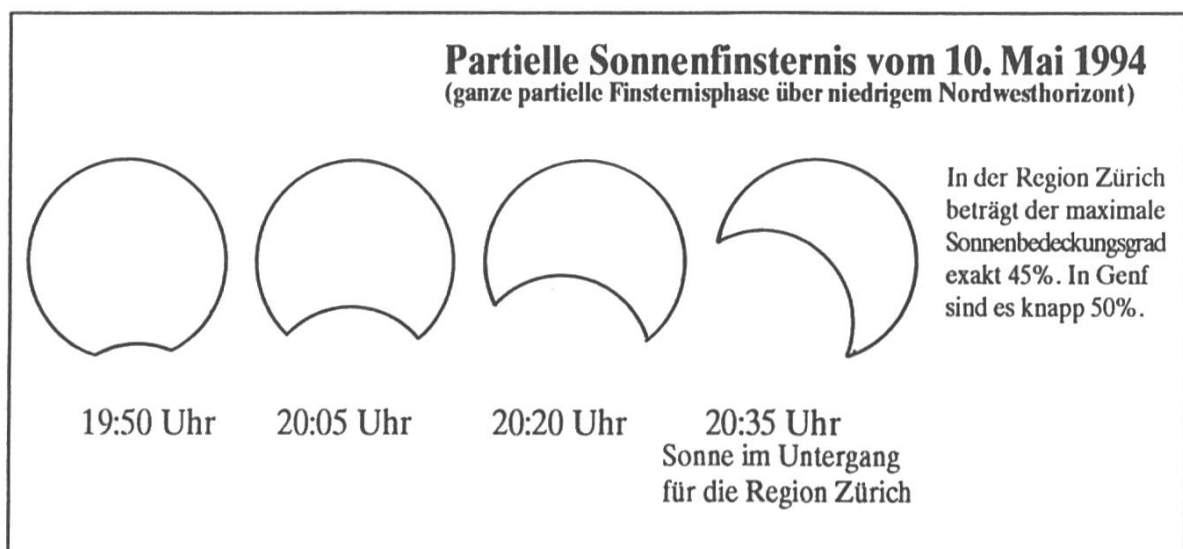 Partielle Sonnenfinsternis vom 10. Mai 1994
(ganze partielle Finsternisphase über niedrigem Nordwesthorizont)
In der Region Zürich
beträgt der maximale
Sonnenbedeckungsgrad
exakt 45%. In Genf
sind es knapp 50%.
19:50 Uhr
20:05 Uhr
20:20 Uhr
20:35 Uhr
Sonne im Untergang
für die Region Zürich